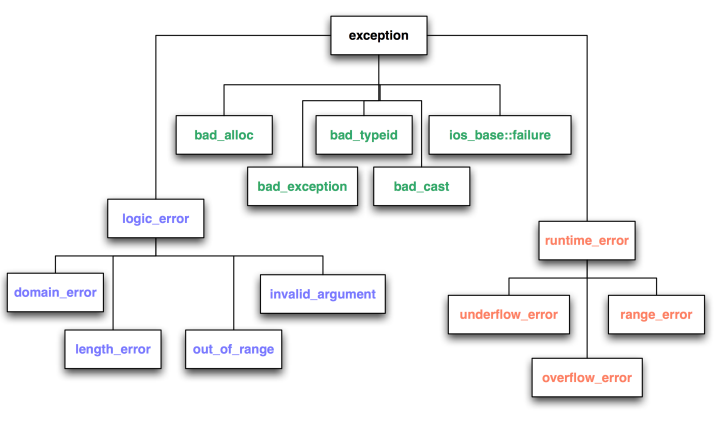 exception
bad_alloc
bad_typeid
ios_base::failure
bad_exception
bad_cast
logic_error
runtime_error
domain_error
invalid_argument
underflow_error
range_error
length_error
out_of_range
overflow_error